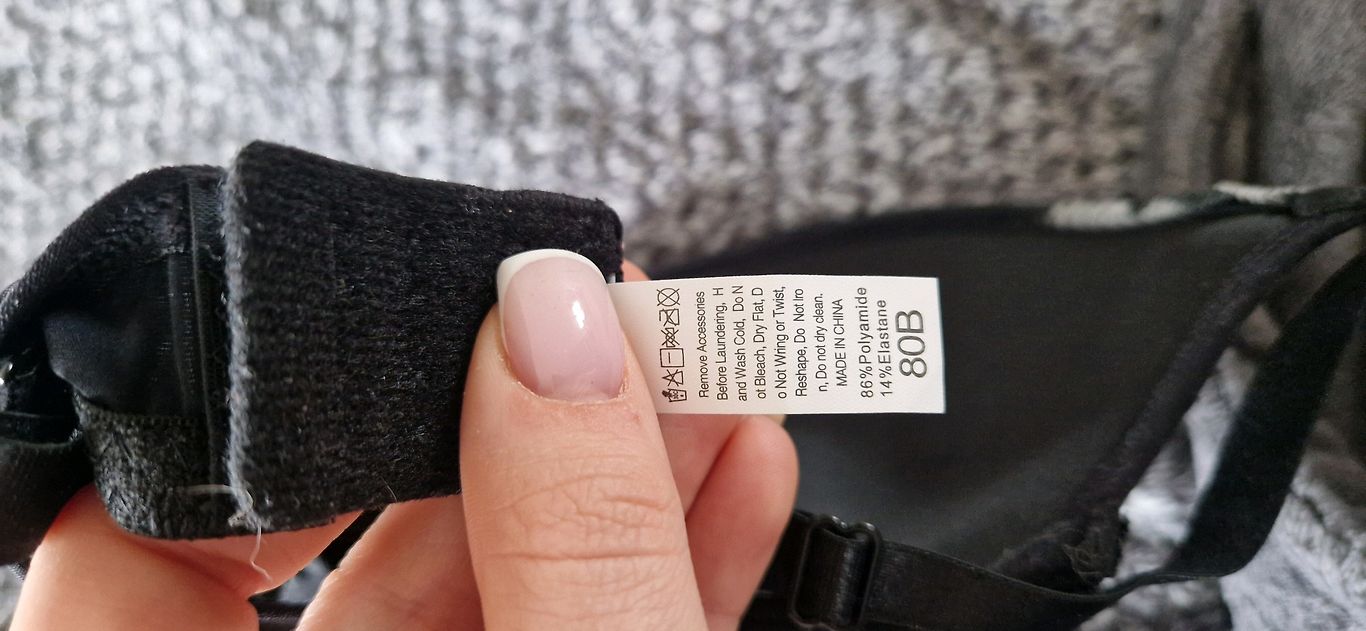 Remove Accessories
Before Laundering, H
and Wash Cold, Do N
ot Bleach, Dry Flat, D
o Not Wring or Twist,
Reshape, Do Not Iro
n, Do not dry clean.
MADE IN CHINA
86%Polyamide
14%Elastane
80B